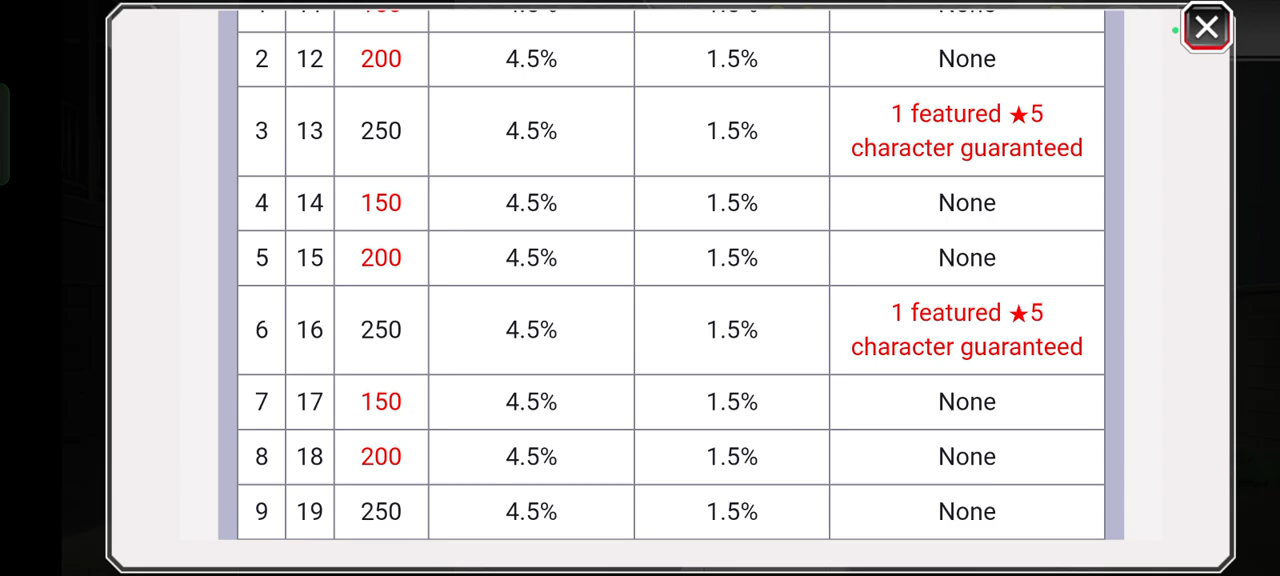 2 12 200 4.5% 1.5% None
3 13 250 4.5% 1.5% 1 featured ★5
character guaranteed
4 14 150 4.5% 1.5% None
5 15 200 4.5% 1.5% None
6 16 250 4.5% 1.5% 1 featured ★5
character guaranteed
7 17 150 4.5% 1.5% None
8 18 200 4.5% 1.5% None
9 19 250 4.5% 1.5% None